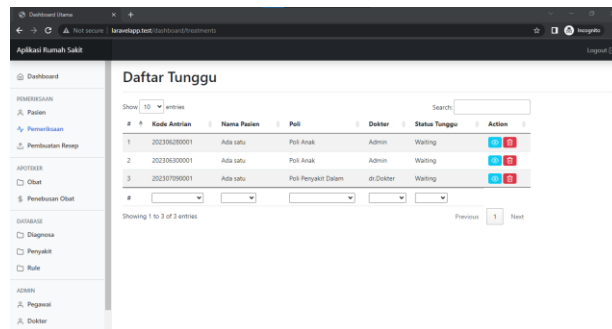 Dashboard Utama
Not secure | laravelapp.test/dashboard/treatments
Incognito
Aplikasi Rumah Sakit
Logout
Dashboard
PEMERIKSAAN
Pasien
Pemeriksaan
Pembuatan Resep
APOTEKER
Obat
Penebusan Obat
DATABASE
Diagnosa
Penyakit
Rule
ADMIN
Pegawai
Dokter
Daftar Tunggu
Show 10 entries
Search:
# Kode Antrian Nama Pasien Poli Dokter Status Tunggu Action
1 202306280001 Ada satu Poli Anak Admin Waiting
2 202306300001 Ada satu Poli Anak Admin Waiting
3 202307090001 Ada satu Poli Penyakit Dalam dr.Dokter Waiting
#
Showing 1 to 3 of 3 entries
Previous 1 Next